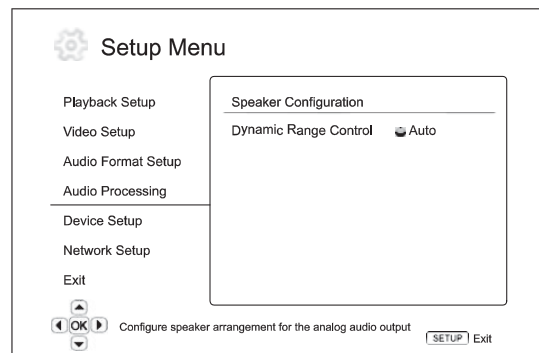 Setup Menu
Playback Setup
Video Setup
Audio Format Setup
Audio Processing
Device Setup
Network Setup
Exit
Speaker Configuration
Dynamic Range Control Auto
OK
Configure speaker arrangement for the analog audio output
SETUP Exit